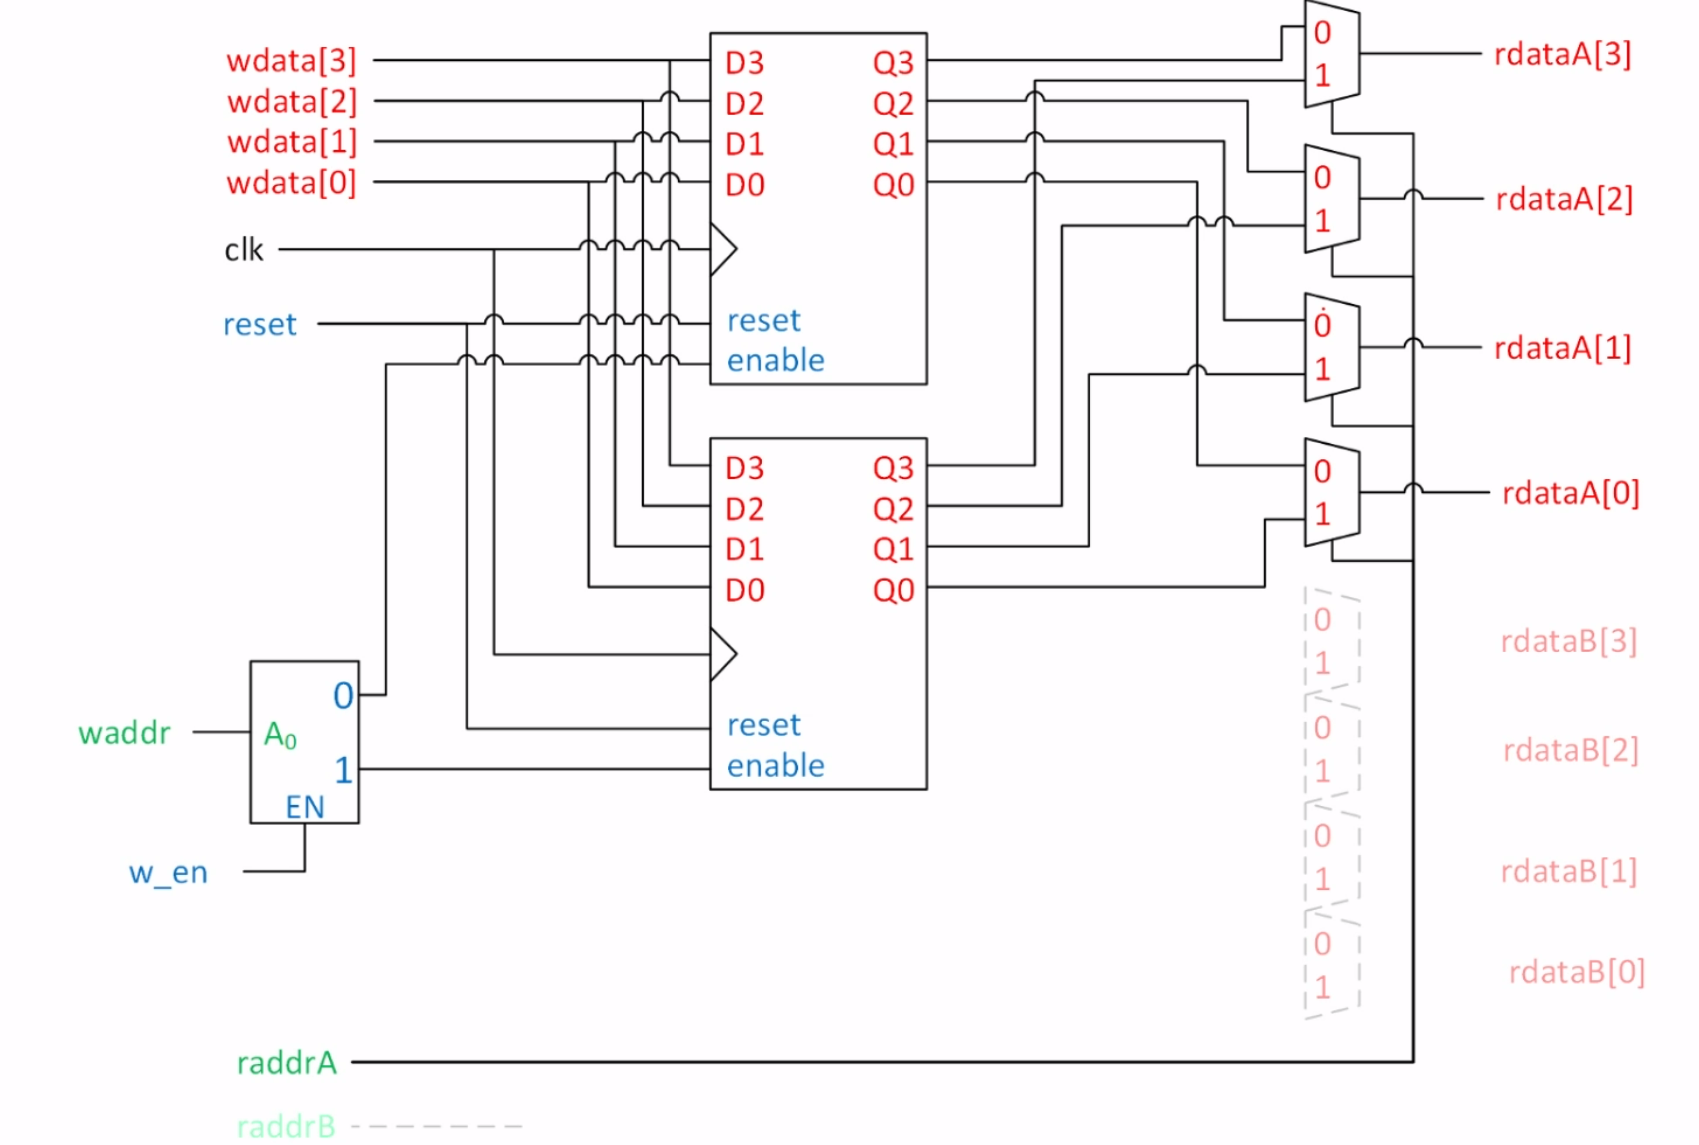 wdata[3]
wdata[2]
wdata[1]
wdata[0]
clk
reset
D3
D2
D1
D0
Q3
Q2
Q1
Q0
reset
enable
D3
D2
D1
D0
Q3
Q2
Q1
Q0
reset
enable
waddr
A₀
0
1
EN
w_en
0
1
rdataA[3]
0
1
rdataA[2]
0
1
rdataA[1]
0
1
rdataA[0]
0
1
rdataB[3]
0
1
rdataB[2]
0
1
rdataB[1]
0
1
rdataB[0]
raddrA
raddrB